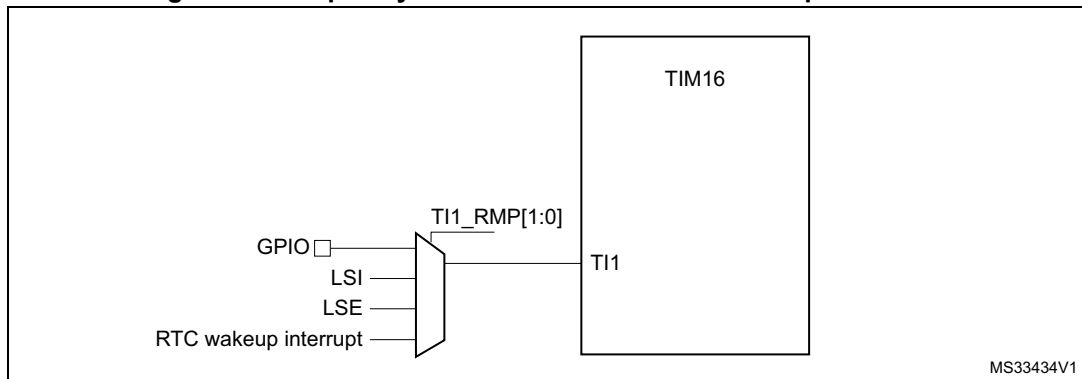 TIM16
TI1_RMP[1:0]
GPIO
TI1
LSI
LSE
RTC wakeup interrupt
MS33434V1